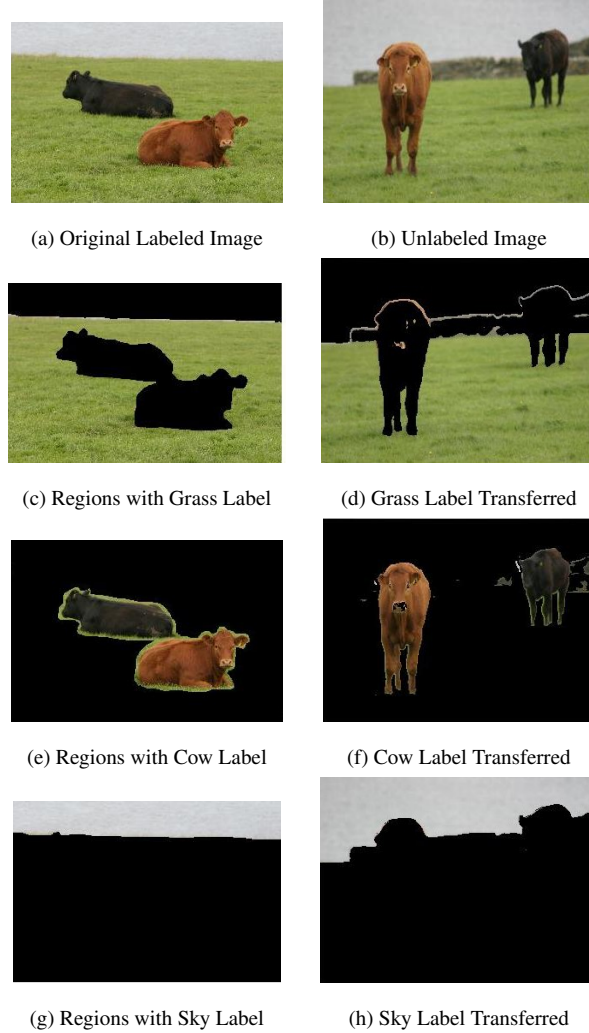 (a) Original Labeled Image
(b) Unlabeled Image
(c) Regions with Grass Label
(d) Grass Label Transferred
(e) Regions with Cow Label
(f) Cow Label Transferred
(g) Regions with Sky Label
(h) Sky Label Transferred